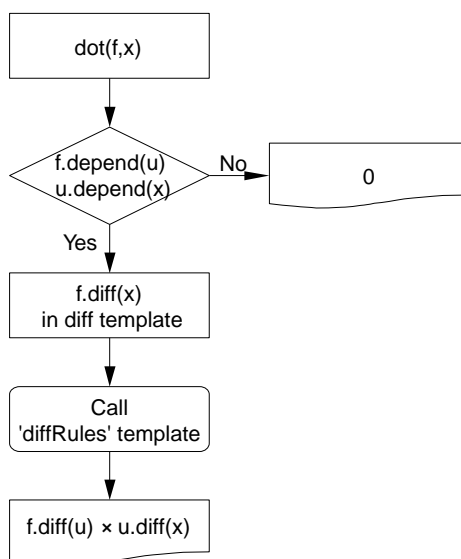 dot(f,x)
f.depend(u)
u.depend(x)
No
0
Yes
f.diff(x)
in diff template
Call
'diffRules' template
f.diff(u) × u.diff(x)